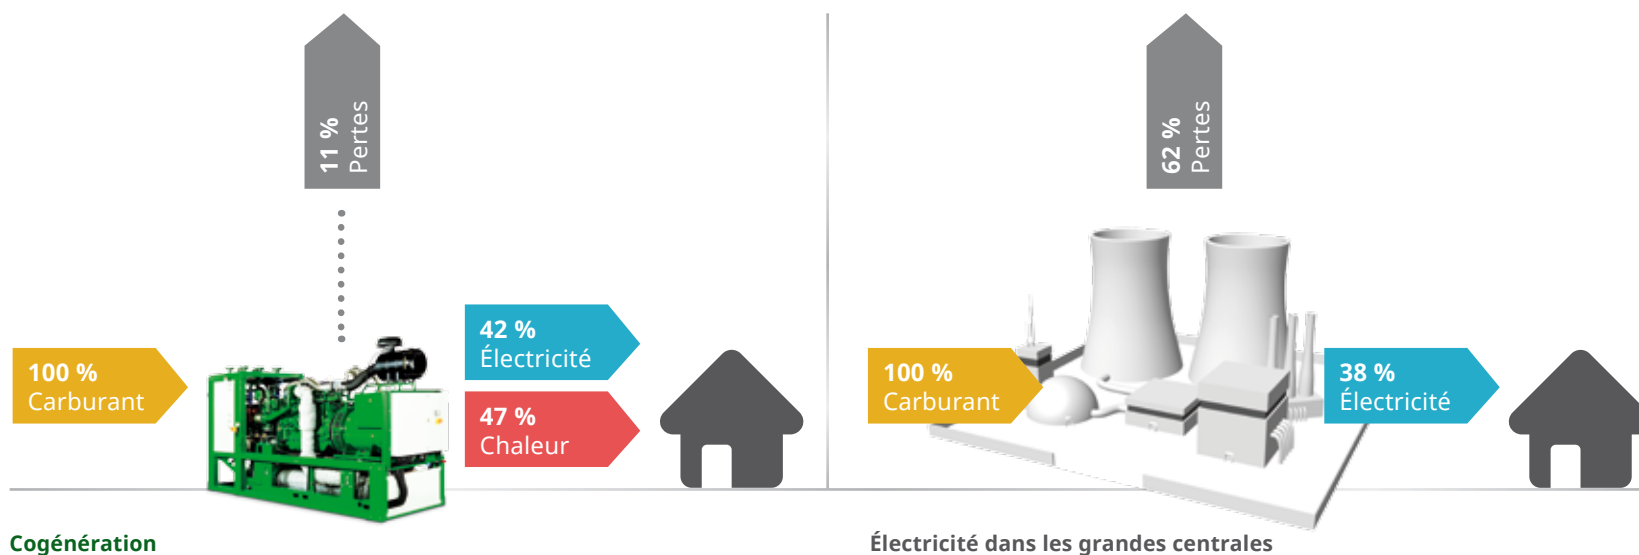 11 %
Pertes
100 %
Carburant
42 %
Électricité
47 %
Chaleur
Cogénération
62 %
Pertes
100 %
Carburant
38 %
Électricité
Électricité dans les grandes centrales